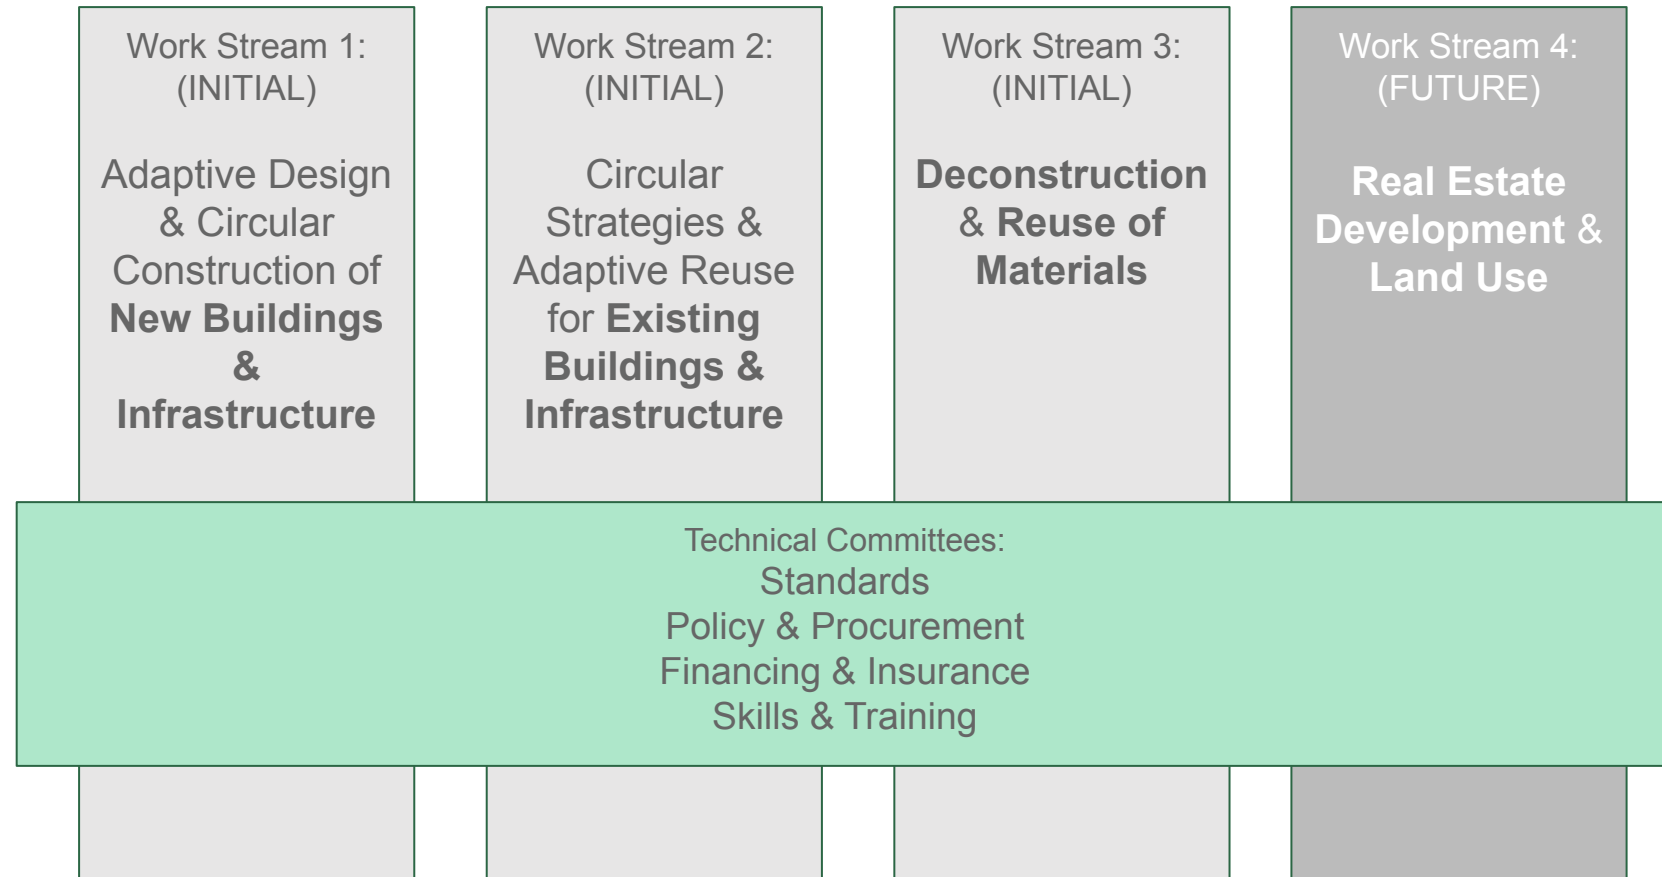 Work Stream 1:
(INITIAL)
Adaptive Design
& Circular
Construction of
New Buildings
&
Infrastructure
Work Stream 2:
(INITIAL)
Circular
Strategies &
Adaptive Reuse
for Existing
Buildings &
Infrastructure
Work Stream 3:
(INITIAL)
Deconstruction
& Reuse of
Materials
Work Stream 4:
(FUTURE)
Real Estate
Development &
Land Use
Technical Committees:
Standards
Policy & Procurement
Financing & Insurance
Skills & Training